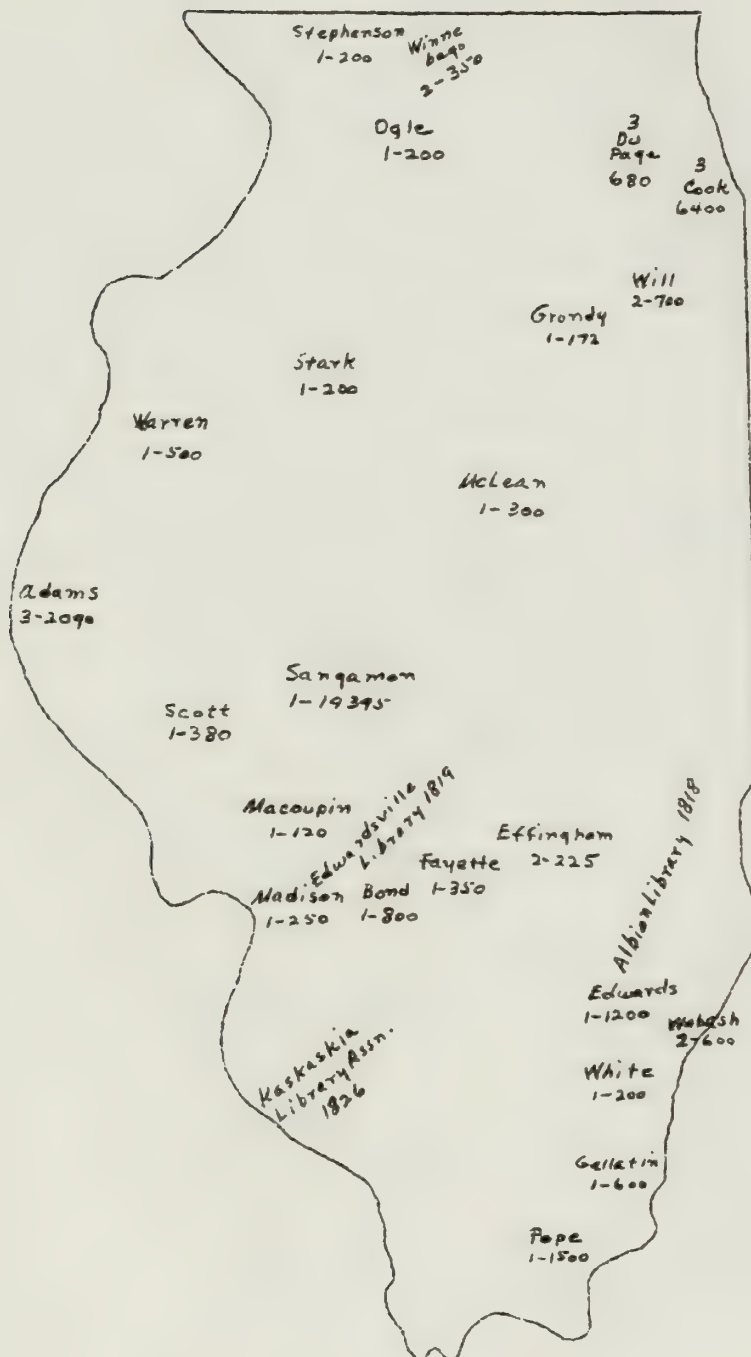 Stephenson
1-200
Winne
bago
2-350
Ogle
1-200
3
Du
Page
680
3
Cook
6400
Will
2-700
Grondy
1-172
Stark
1-200
Warren
1-500
McLean
1-300
Adams
3-2090
Sangamon
1-19395
Scott
1-380
Macoupin
1-120
Edwardsville
Library 1819
Effingham
2-225
Fayette
1-350
Madison
1-250
Bond
1-800
Albion Library 1818
Edwards
1-1200
Wabash
2-600
Kaskaskia
Library Assn.
1826
White
1-200
Gallatin
1-600
Pope
1-1500